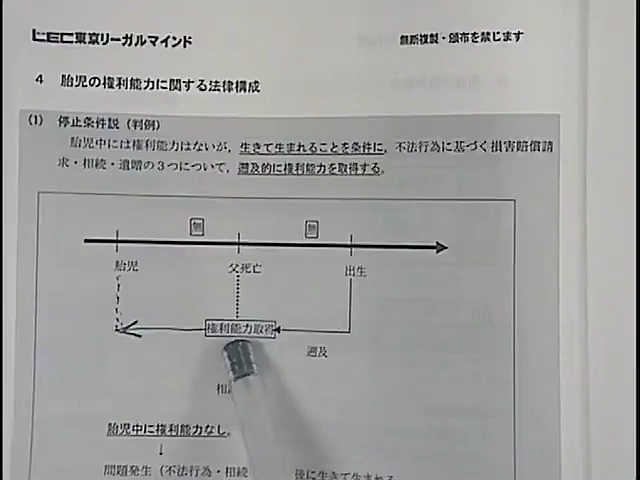 LEC東京リーガルマインド
無断複製・頒布を禁じます
4 胎児の権利能力に関する法律構成
(1) 停止条件説(判例)
胎児中には権利能力はないが,生きて生まれることを条件に,不法行為に基づく損害賠償請
求・相続・遺贈の3つについて,遡及的に権利能力を取得する。
無 無
胎児 父死亡 出生
権利能力取得
遡及
胎児中に権利能力なし。
↓
問題発生(不法行為・相続 後に生きて生まれる